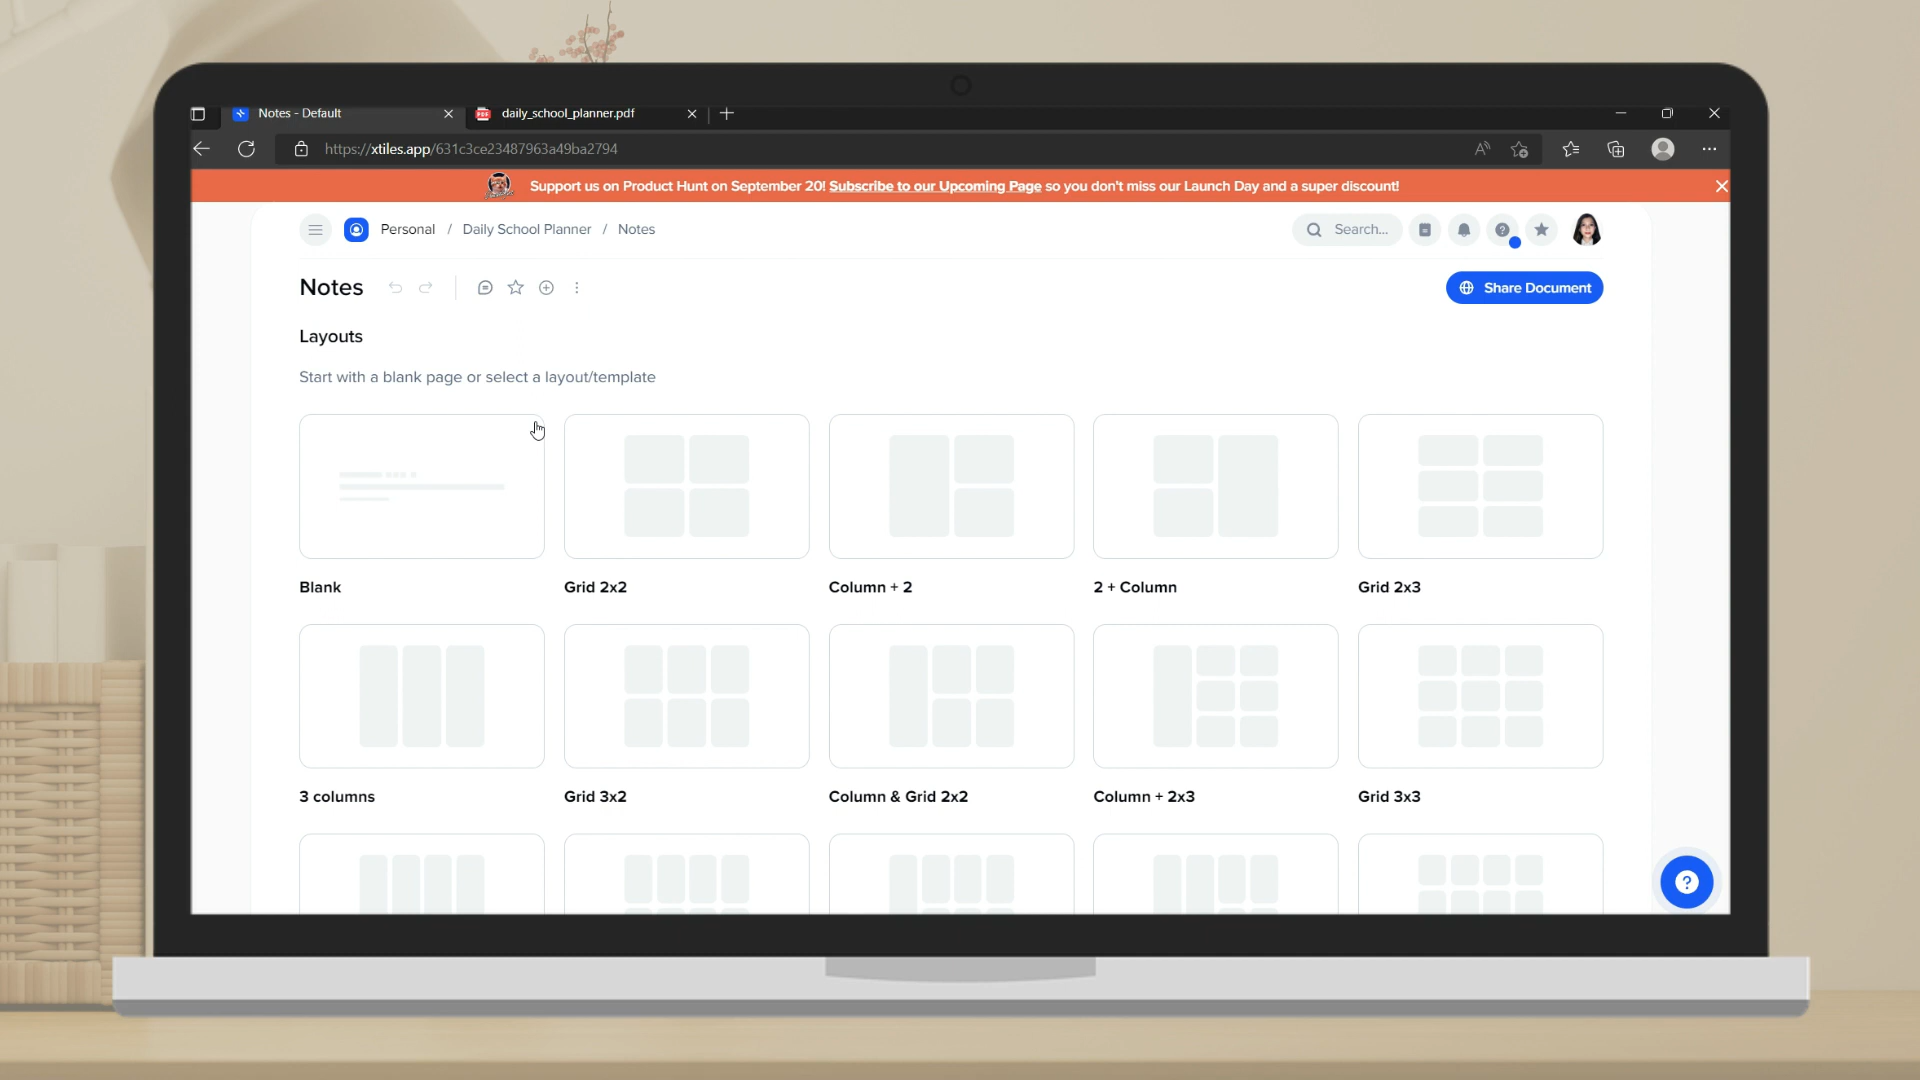 Notes - Default
daily_school_planner.pdf
https://xtiles.app/631c3ce23487963a49ba2794
Support us on Product Hunt on September 20! Subscribe to our Upcoming Page so you don't miss our Launch Day and a super discount!
Personal / Daily School Planner / Notes
Search...
Notes
Share Document
Layouts
Start with a blank page or select a layout/template
Blank
Grid 2x2
Column + 2
2 + Column
Grid 2x3
3 columns
Grid 3x2
Column & Grid 2x2
Column + 2x3
Grid 3x3